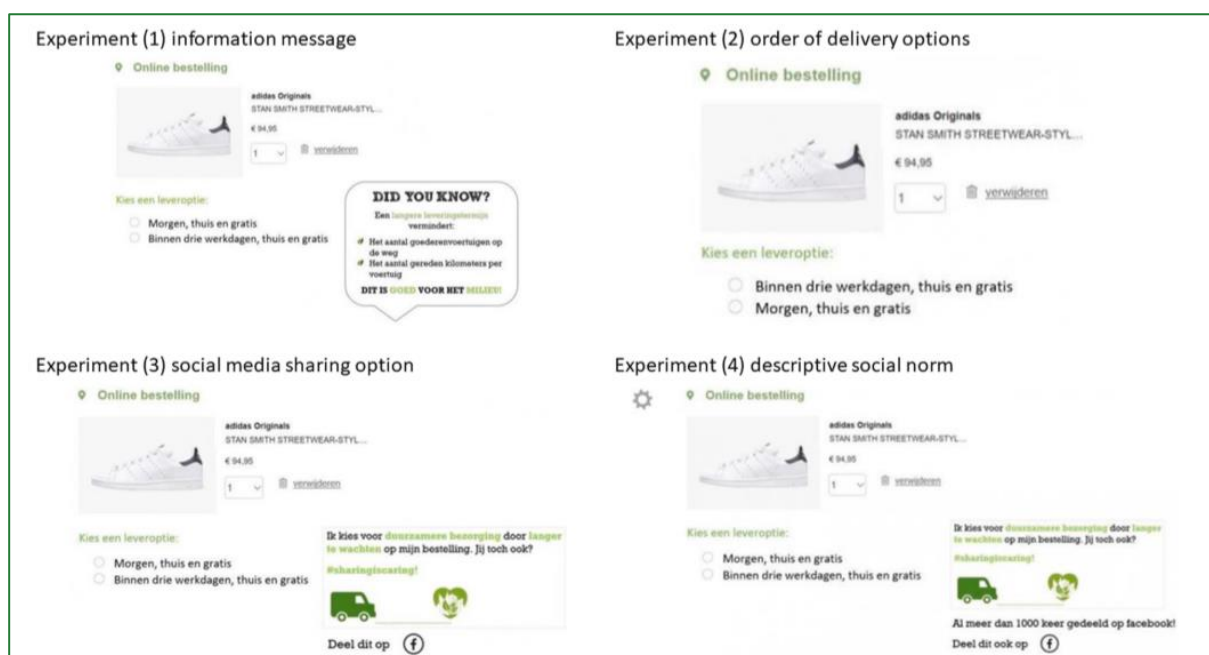 Experiment (1) information message
Online bestelling
adidas Originals
STAN SMITH STREETWEAR-STYL...
€ 94,95
1
verwijderen
Kies een leveroptie:
Morgen, thuis en gratis
Binnen drie werkdagen, thuis en gratis
DID YOU KNOW?
Een langere leveringstermijn
vermindert:
Het aantal goederenvoertuigen op
de weg
Het aantal gereden kilometers per
voertuig
DIT IS GOED VOOR HET MILIEU!
Experiment (2) order of delivery options
Online bestelling
adidas Originals
STAN SMITH STREETWEAR-STYL...
€ 94,95
1
verwijderen
Kies een leveroptie:
Binnen drie werkdagen, thuis en gratis
Morgen, thuis en gratis
Experiment (3) social media sharing option
Online bestelling
adidas Originals
STAN SMITH STREETWEAR-STYL...
€ 94,95
1
verwijderen
Kies een leveroptie:
Morgen, thuis en gratis
Binnen drie werkdagen, thuis en gratis
Ik kies voor duurzamere bezorging door langer
te wachten op mijn bestelling. Jij toch ook?
#sharingiscaring!
Deel dit op f
Experiment (4) descriptive social norm
Online bestelling
adidas Originals
STAN SMITH STREETWEAR-STYL...
€ 94,95
1
verwijderen
Kies een leveroptie:
Morgen, thuis en gratis
Binnen drie werkdagen, thuis en gratis
Ik kies voor duurzamere bezorging door langer
te wachten op mijn bestelling. Jij toch ook?
#sharingiscaring!
Al meer dan 1000 keer gedeeld op facebook!
Deel dit ook op f